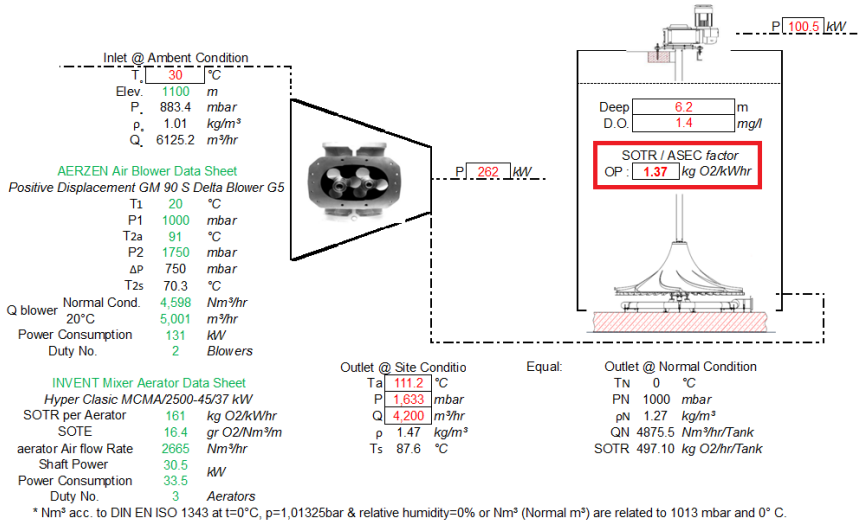 P 100.5 kW
Inlet @ Ambent Condition
T. 30 °C
Elev. 1100 m
P. 883.4 mbar
ρ. 1.01 kg/m³
Q. 6125.2 m³/hr
Deep 6.2 m
D.O. 1.4 mg/l
SOTR / ASEC factor
OP : 1.37 kg O2/kWhr
P 262 kW
AERZEN Air Blower Data Sheet
Positive Displacement GM 90 S Delta Blower G5
T1 20 °C
P1 1000 mbar
T2a 91 °C
P2 1750 mbar
ΔP 750 mbar
T2s 70.3 °C
Q blower Normal Cond. 4,598 Nm³/hr
20°C 5,001 m³/hr
Power Consumption 131 kW
Duty No. 2 Blowers
INVENT Mixer Aerator Data Sheet
Hyper Clasic MCMA/2500-45/37 kW
SOTR per Aerator 161 kg O2/kWhr
SOTE 16.4 gr O2/Nm³/m
aerator Air flow Rate 2665 Nm³/hr
Shaft Power 30.5 kW
Power Consumption 33.5
Duty No. 3 Aerators
Outlet @ Site Conditio
Ta 111.2 °C
P 1,633 mbar
Q 4,200 m³/hr
ρ 1.47 kg/m³
Ts 87.6 °C
Equal:
Outlet @ Normal Condition
TN 0 °C
PN 1000 mbar
ρN 1.27 kg/m³
QN 4875.5 Nm³/hr/Tank
SOTR 497.10 kg O2/hr/Tank
* Nm³ acc. to DIN EN ISO 1343 at t=0°C, p=1,01325bar & relative humidity=0% or Nm³ (Normal m³) are related to 1013 mbar and 0° C.